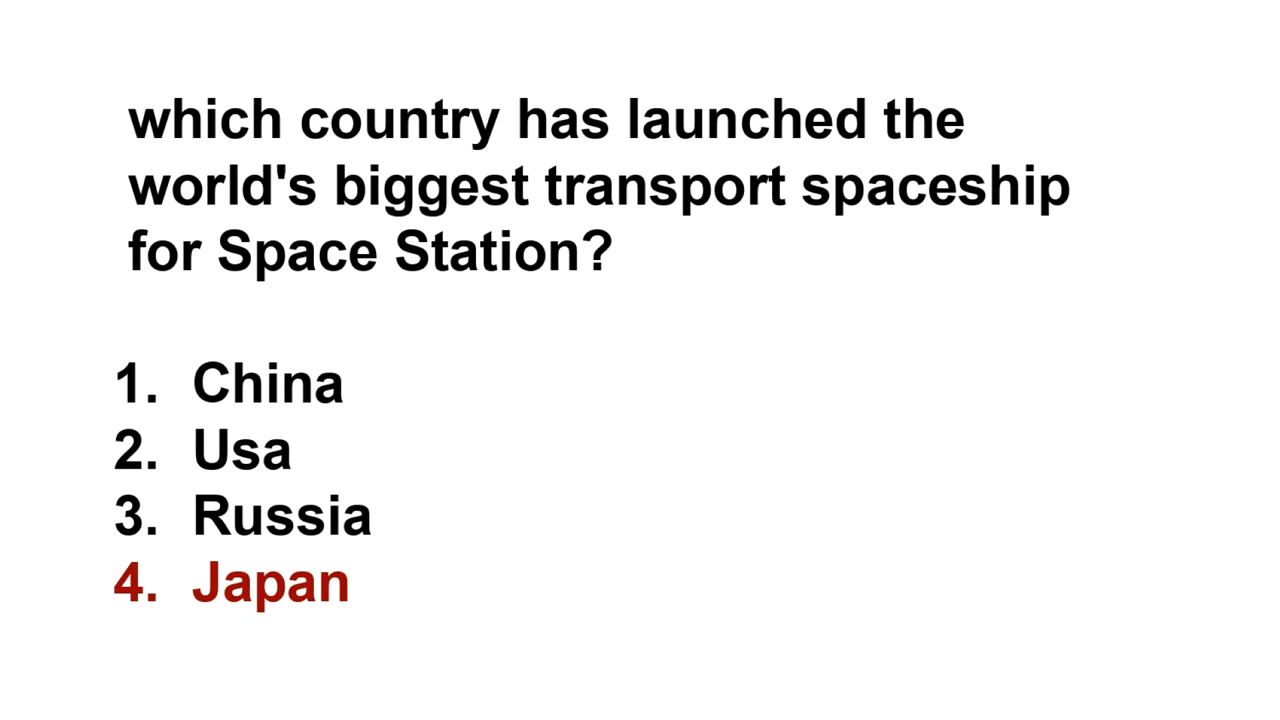 which country has launched the
world's biggest transport spaceship
for Space Station?
1. China
2. Usa
3. Russia
4. Japan